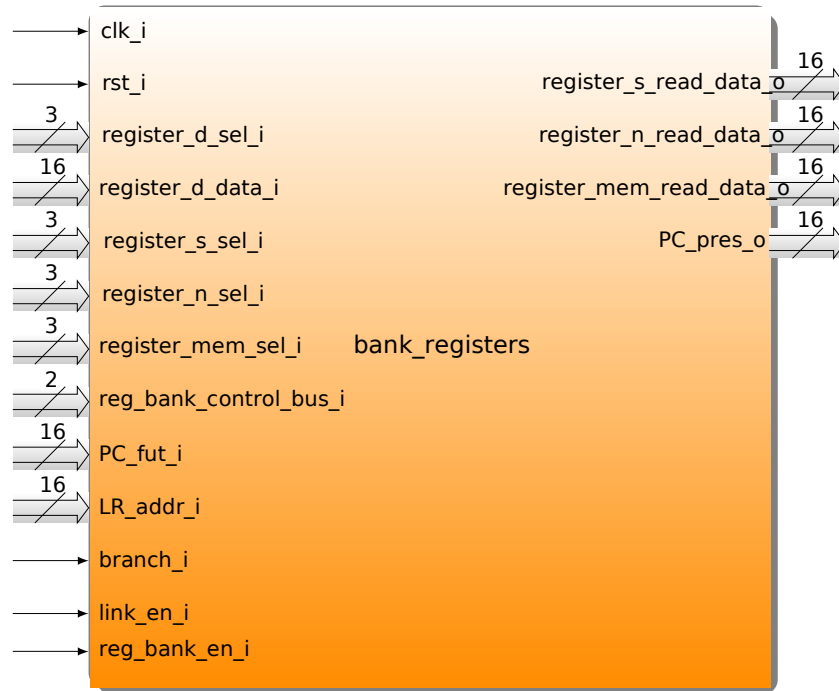 clk_i
rst_i
3
register_d_sel_i
16
register_d_data_i
3
register_s_sel_i
3
register_n_sel_i
3
register_mem_sel_i
2
reg_bank_control_bus_i
16
PC_fut_i
16
LR_addr_i
branch_i
link_en_i
reg_bank_en_i
bank_registers
16
register_s_read_data_o
16
register_n_read_data_o
16
register_mem_read_data_o
16
PC_pres_o